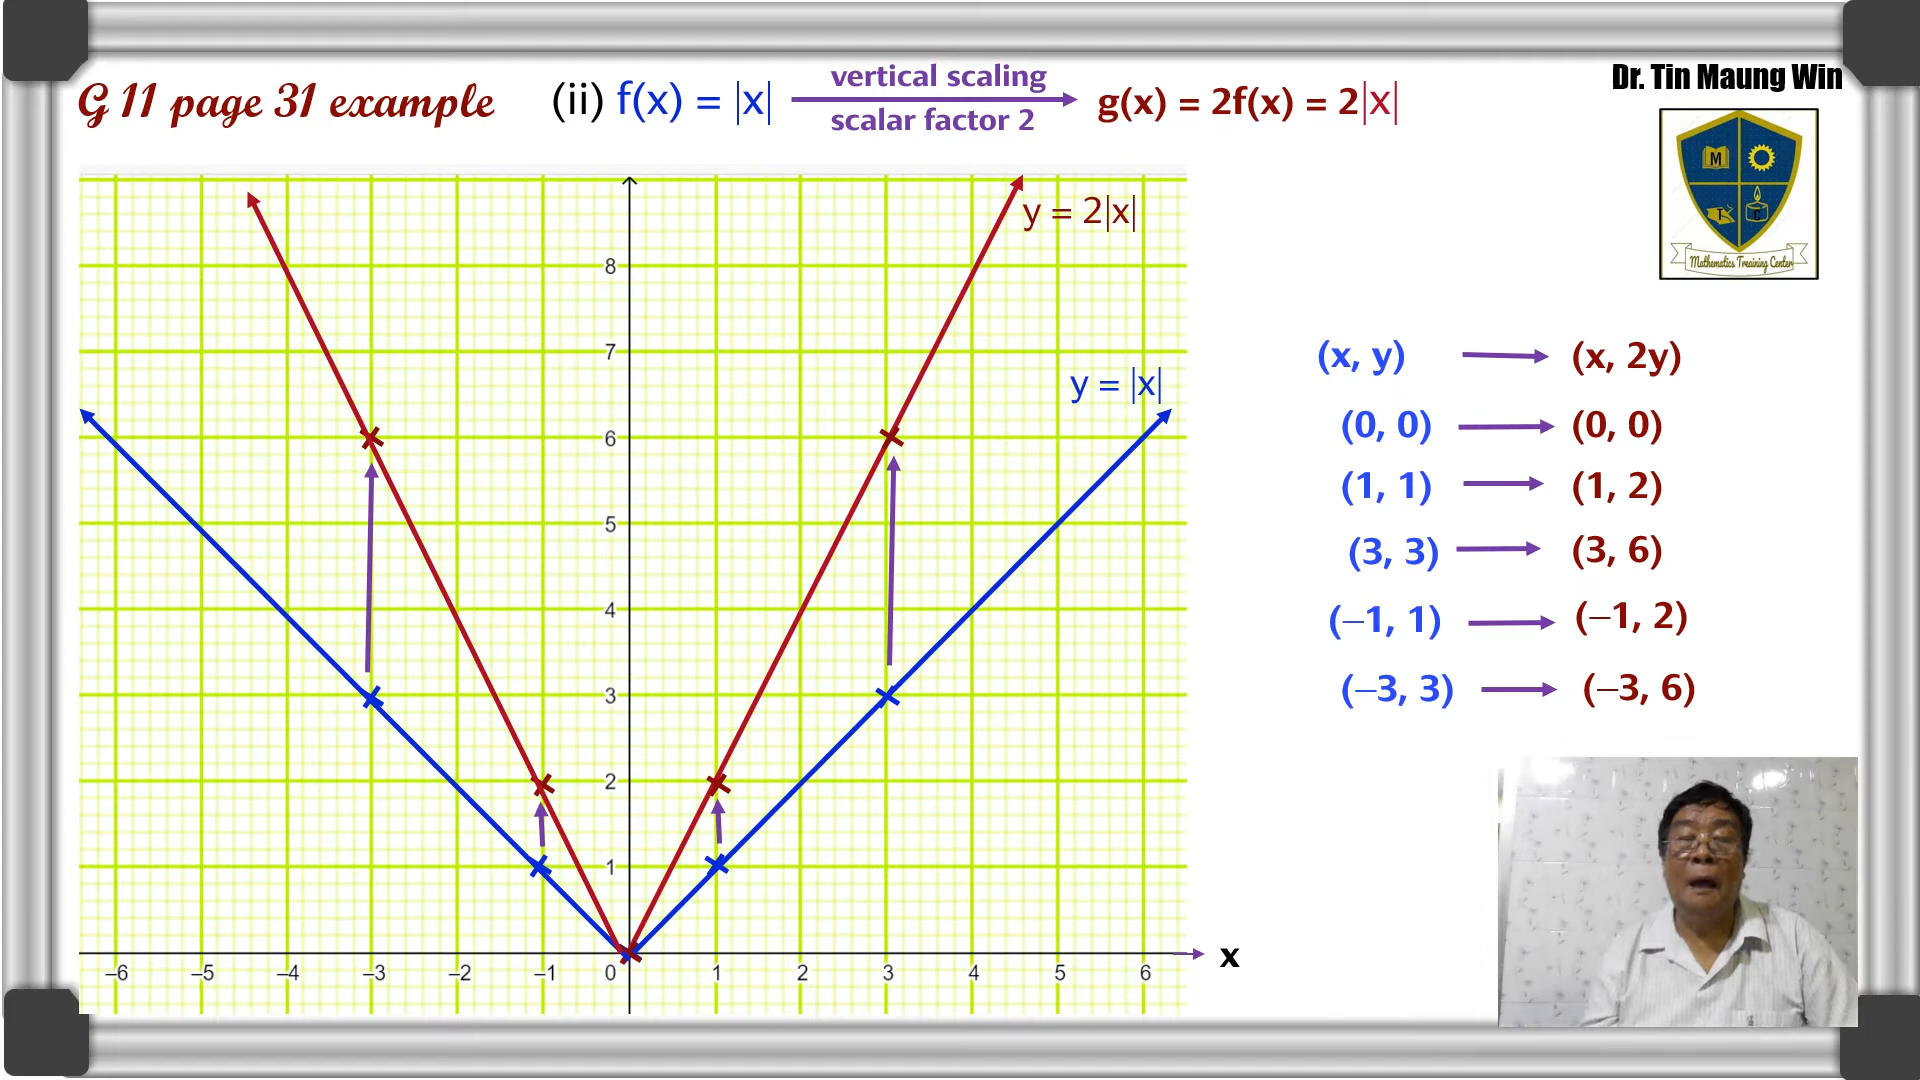 G 11 page 31 example
(ii) f(x) = |x|
vertical scaling
scalar factor 2
g(x) = 2f(x) = 2|x|
Dr. Tin Maung Win
M
T
C
Mathematics Treaining Center
y = 2|x|
y = |x|
8
7
6
5
4
3
2
1
–6 –5 –4 –3 –2 –1 0 1 2 3 4 5 6
x
(x, y) (x, 2y)
(0, 0) (0, 0)
(1, 1) (1, 2)
(3, 3) (3, 6)
(–1, 1) (–1, 2)
(–3, 3) (–3, 6)